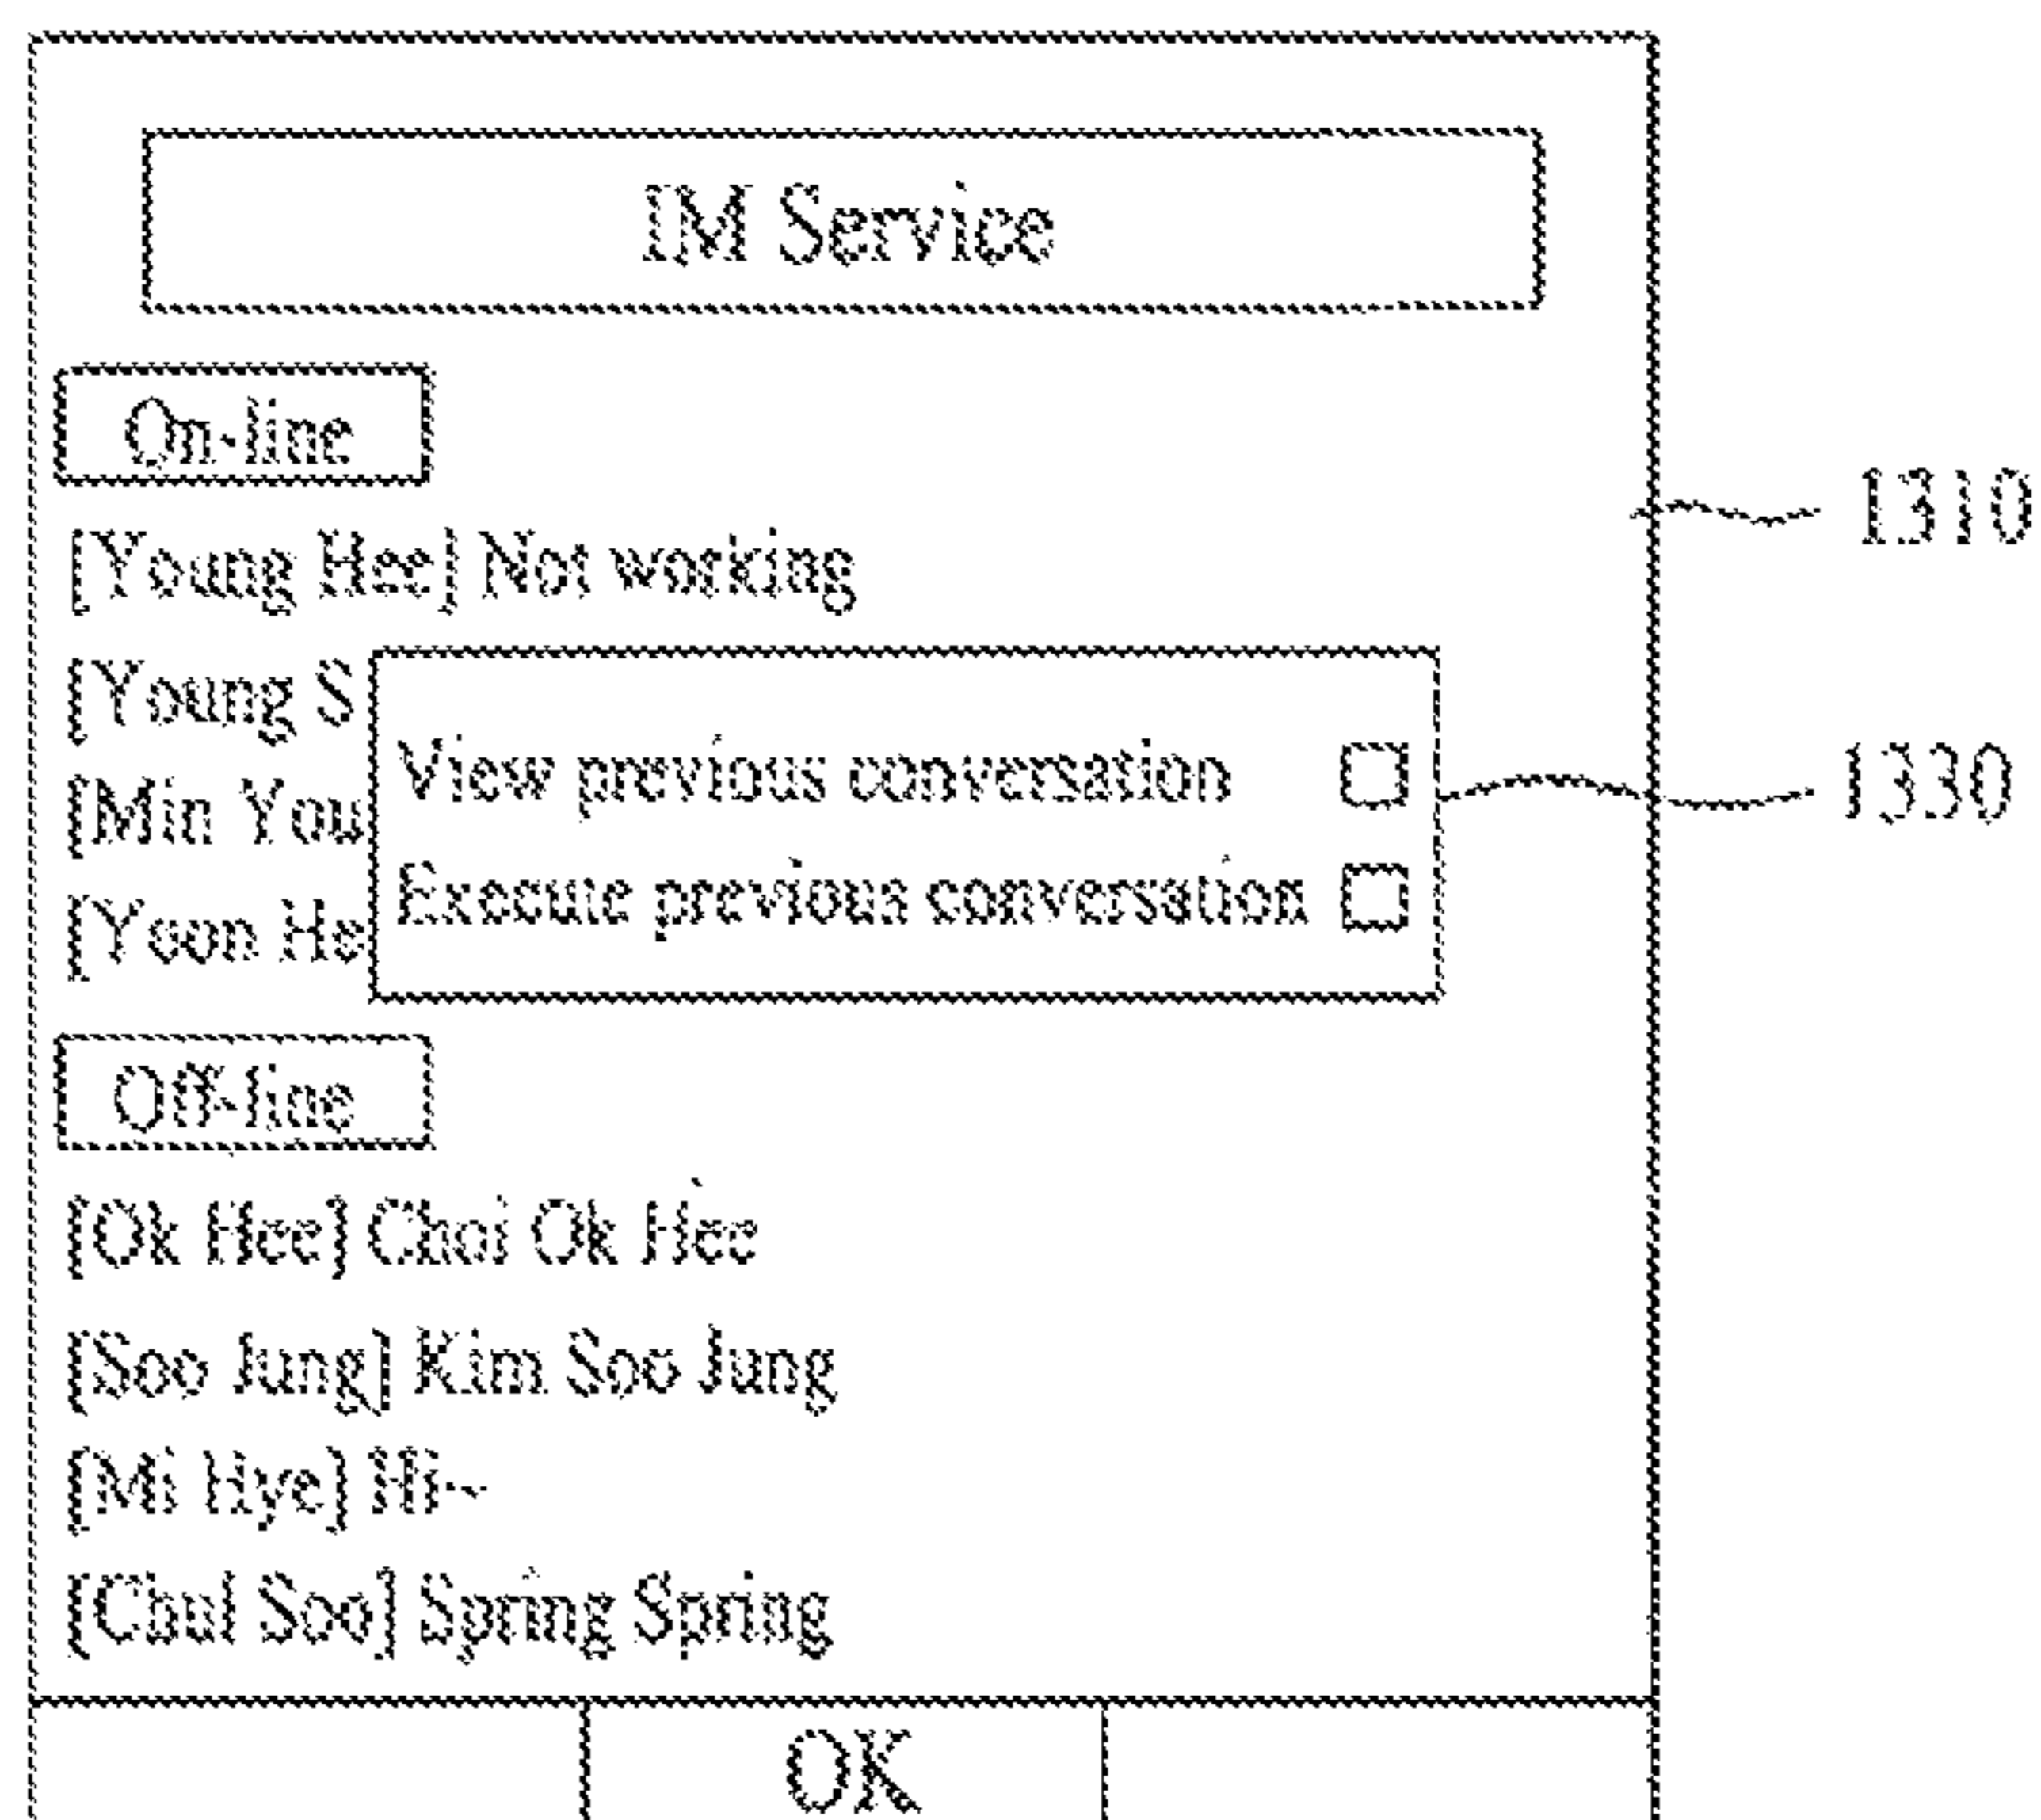 IM Service
On-line
1310
[Young Hee] Not working
[Young S
View previous conversation
1330
[Min You
Execute previous conversation
[Yoon He
Off-line
[Ok Hee] Choi Ok Hee
[Soo Jung] Kim Soo Jung
[Mi Hye] Hi~
[Chul Soo] Spring Spring
OK